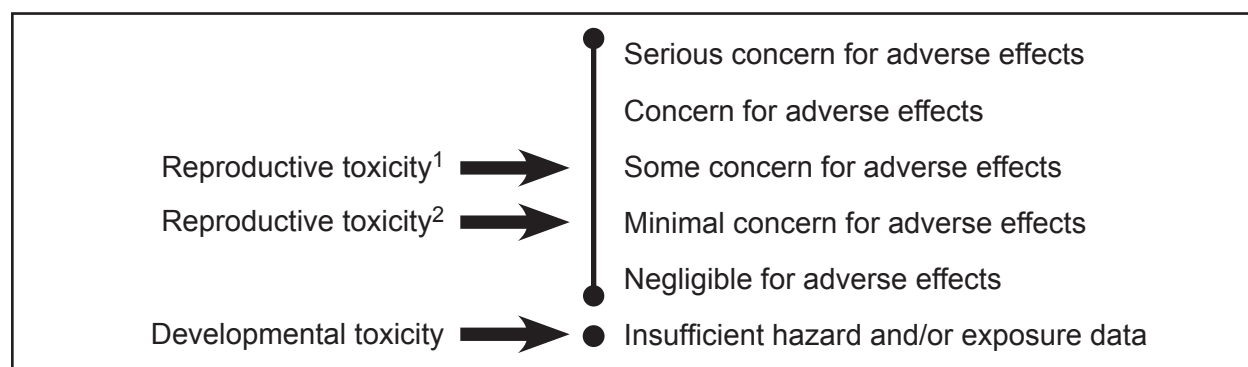 Serious concern for adverse effects
Concern for adverse effects
Reproductive toxicity¹ Some concern for adverse effects
Reproductive toxicity² Minimal concern for adverse effects
Negligible for adverse effects
Developmental toxicity Insufficient hazard and/or exposure data